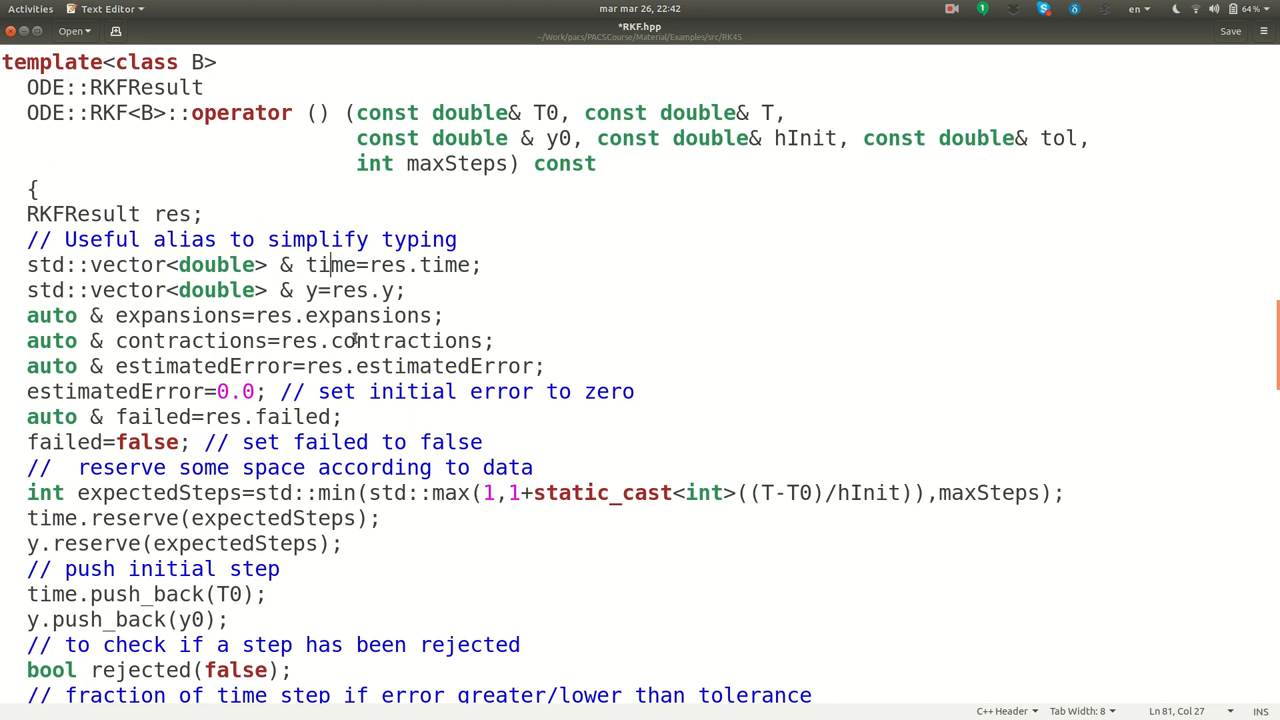 Activities Text Editor mar mar 26, 22:42 1 en 64 %
Open *RKF.hpp Save
~/Work/pacs/PACSCourse/Material/Examples/src/RK45
template<class B>
ODE::RKFResult
ODE::RKF<B>::operator () (const double& T0, const double& T,
const double & y0, const double& hInit, const double& tol,
int maxSteps) const
{
RKFResult res;
// Useful alias to simplify typing
std::vector<double> & time=res.time;
std::vector<double> & y=res.y;
auto & expansions=res.expansions;
auto & contractions=res.contractions;
auto & estimatedError=res.estimatedError;
estimatedError=0.0; // set initial error to zero
auto & failed=res.failed;
failed=false; // set failed to false
//  reserve some space according to data
int expectedSteps=std::min(std::max(1,1+static_cast<int>((T-T0)/hInit)),maxSteps);
time.reserve(expectedSteps);
y.reserve(expectedSteps);
// push initial step
time.push_back(T0);
y.push_back(y0);
// to check if a step has been rejected
bool rejected(false);
// fraction of time step if error greater/lower than tolerance
C++ Header Tab Width: 8 Ln 81, Col 27 INS